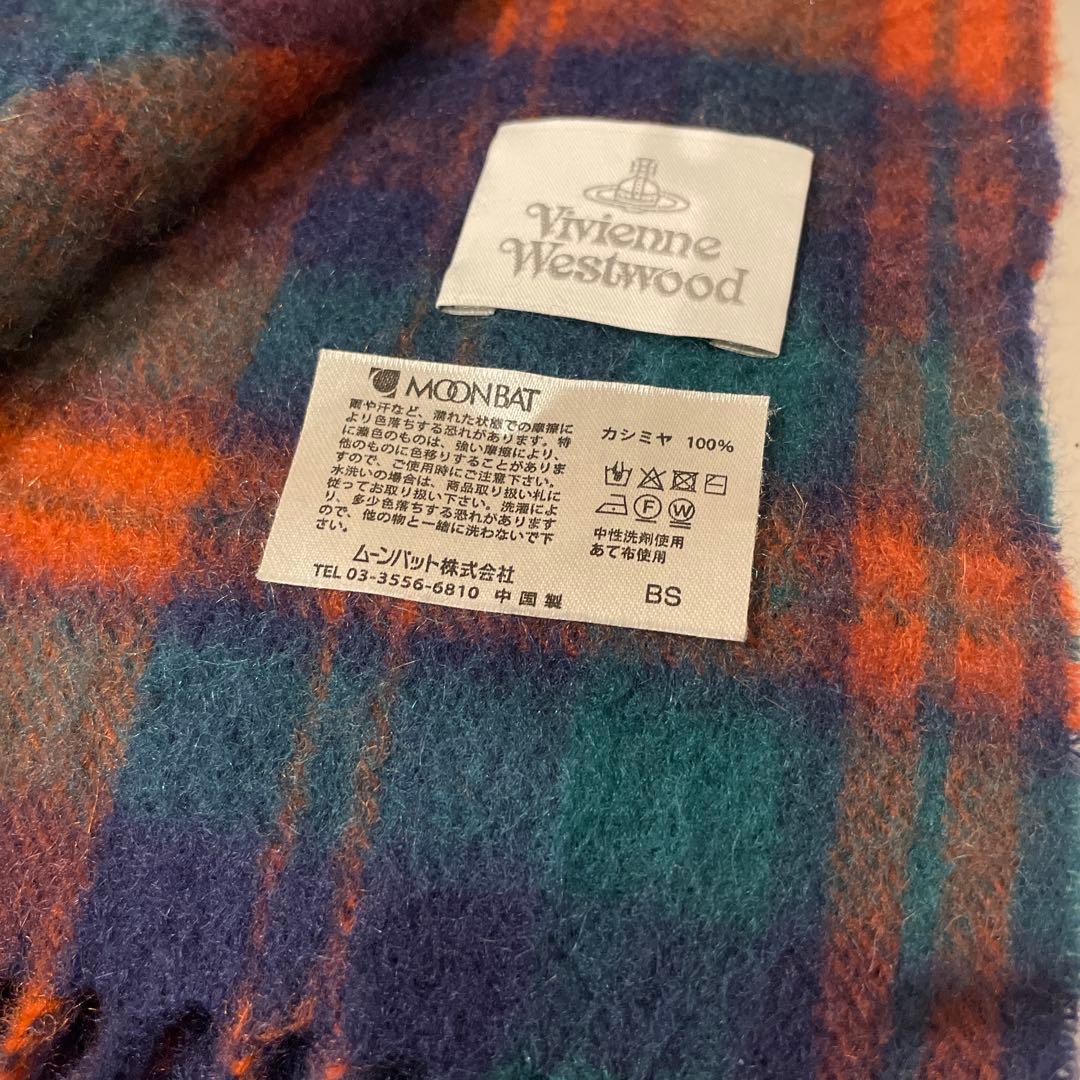 Vivienne
Westwood
MOONBAT
雨や汗など、濡れた状態での摩擦に
より色落ちする恐れがあります。特
に濃色のものは、強い摩擦により、
他のものに色移りすることがありま
すので、ご使用時にご注意下さい。
水洗いの場合は、商品取り扱い札に
従ってお取り扱い下さい。洗濯によ
り、多少色落ちする恐れがあります
ので、他の物と一緒に洗わないで下
さい。
ムーンバット株式会社
TEL 03-3556-6810 中国製
カシミヤ 100%
F W
中性洗剤使用
あて布使用
BS